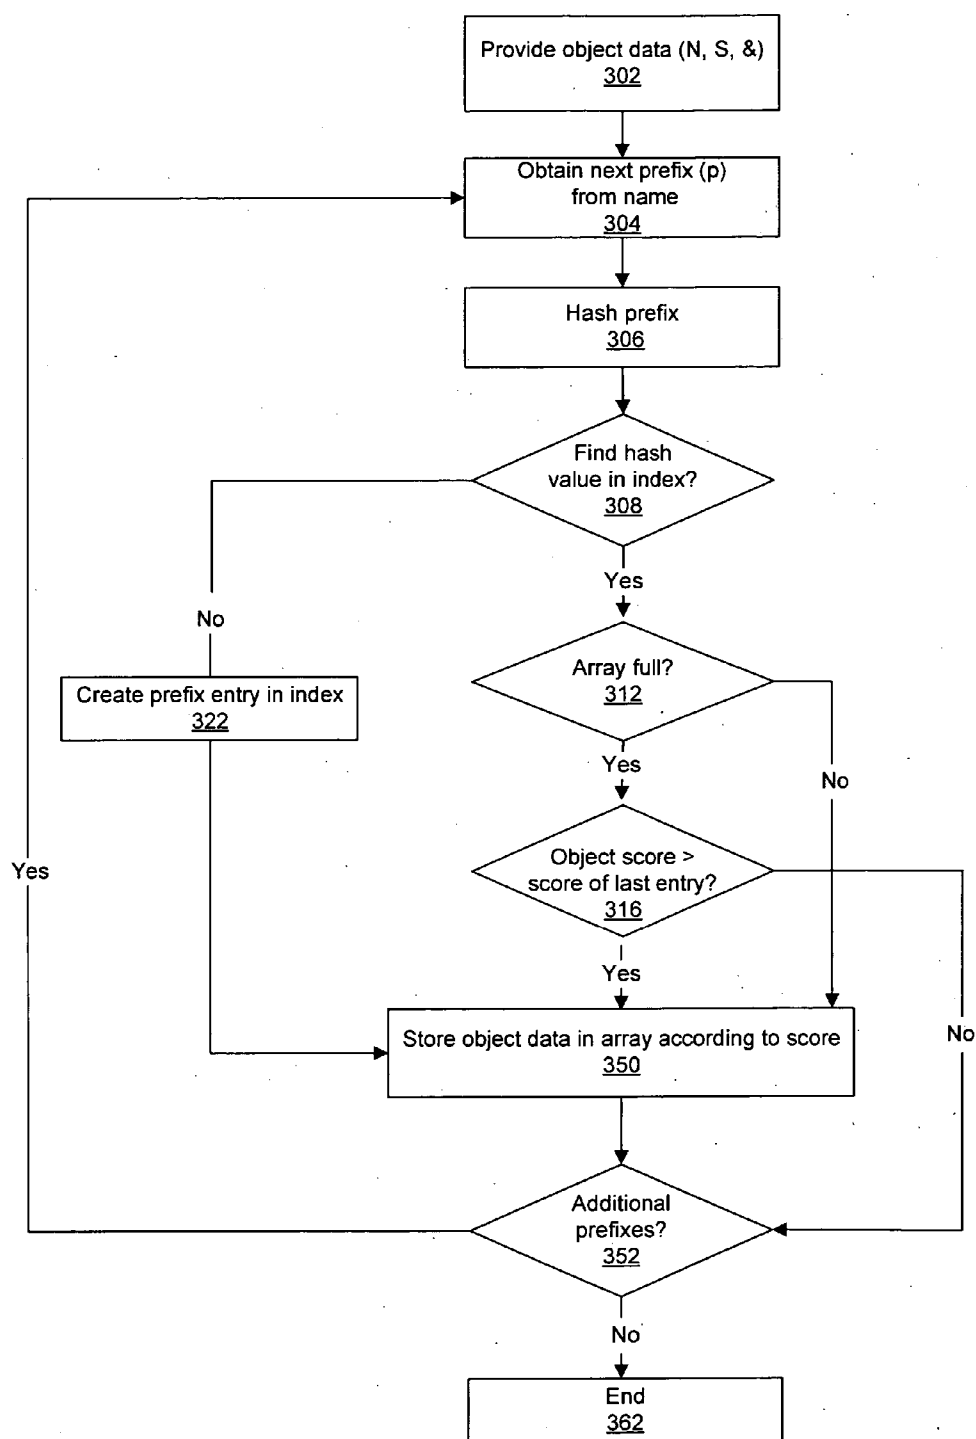 Provide object data (N, S, &)
302
Obtain next prefix (p)
from name
304
Hash prefix
306
Find hash
value in index?
308
Yes
No
Array full?
312
Create prefix entry in index
322
Yes
No
Object score >
score of last entry?
316
Yes
Yes
No
Store object data in array according to score
350
Additional
prefixes?
352
No
End
362